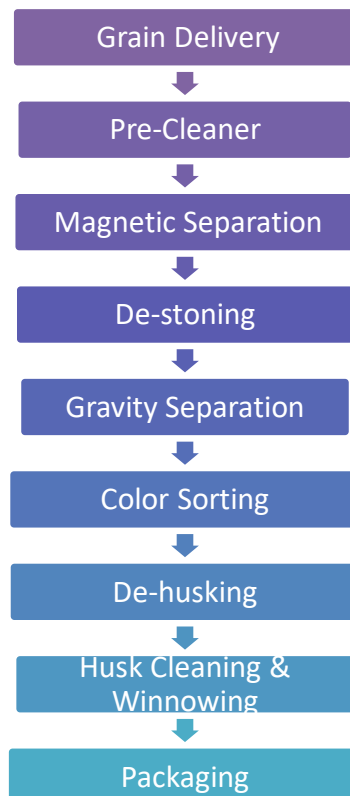 Grain Delivery
Pre-Cleaner
Magnetic Separation
De-stoning
Gravity Separation
Color Sorting
De-husking
Husk Cleaning &
Winnowing
Packaging